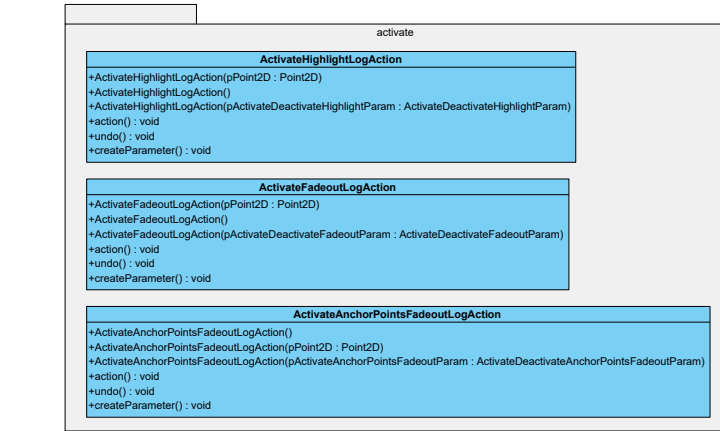 activate
ActivateHighlightLogAction
+ActivateHighlightLogAction(pPoint2D : Point2D)
+ActivateHighlightLogAction()
+ActivateHighlightLogAction(pActivateDeactivateHighlightParam : ActivateDeactivateHighlightParam)
+action() : void
+undo() : void
+createParameter() : void
ActivateFadeoutLogAction
+ActivateFadeoutLogAction(pPoint2D : Point2D)
+ActivateFadeoutLogAction()
+ActivateFadeoutLogAction(pActivateDeactivateFadeoutParam : ActivateDeactivateFadeoutParam)
+action() : void
+undo() : void
+createParameter() : void
ActivateAnchorPointsFadeoutLogAction
+ActivateAnchorPointsFadeoutLogAction()
+ActivateAnchorPointsFadeoutLogAction(pPoint2D : Point2D)
+ActivateAnchorPointsFadeoutLogAction(pActivateAnchorPointsFadeoutParam : ActivateDeactivateAnchorPointsFadeoutParam)
+action() : void
+undo() : void
+createParameter() : void